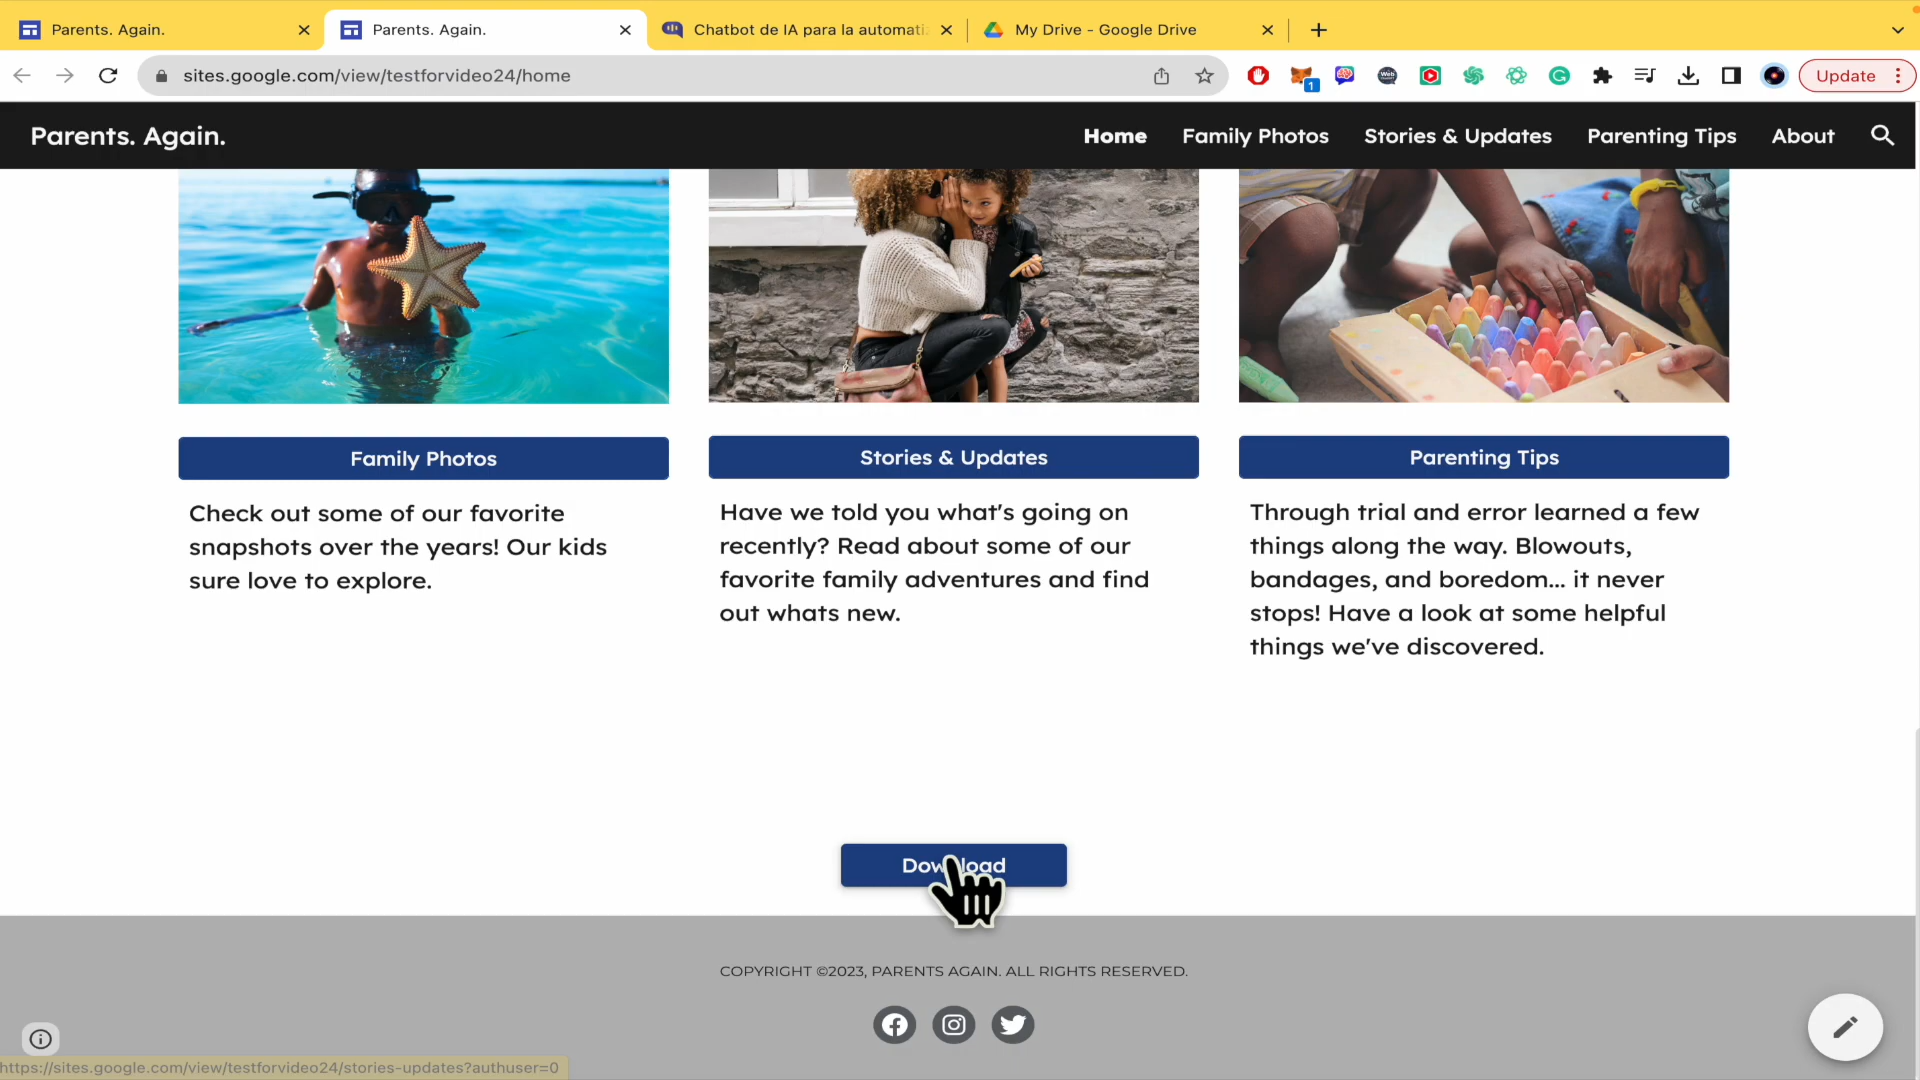 Parents. Again.
Parents. Again.
Chatbot de IA para la automati
My Drive - Google Drive
sites.google.com/view/testforvideo24/home
1
Update
Parents. Again.
Home
Family Photos
Stories & Updates
Parenting Tips
About
Family Photos
Stories & Updates
Parenting Tips
Check out some of our favorite
snapshots over the years! Our kids
sure love to explore.
Have we told you what's going on
recently? Read about some of our
favorite family adventures and find
out whats new.
Through trial and error learned a few
things along the way. Blowouts,
bandages, and boredom... it never
stops! Have a look at some helpful
things we've discovered.
Download
COPYRIGHT ©2023, PARENTS AGAIN. ALL RIGHTS RESERVED.
https://sites.google.com/view/testforvideo24/stories-updates?authuser=0